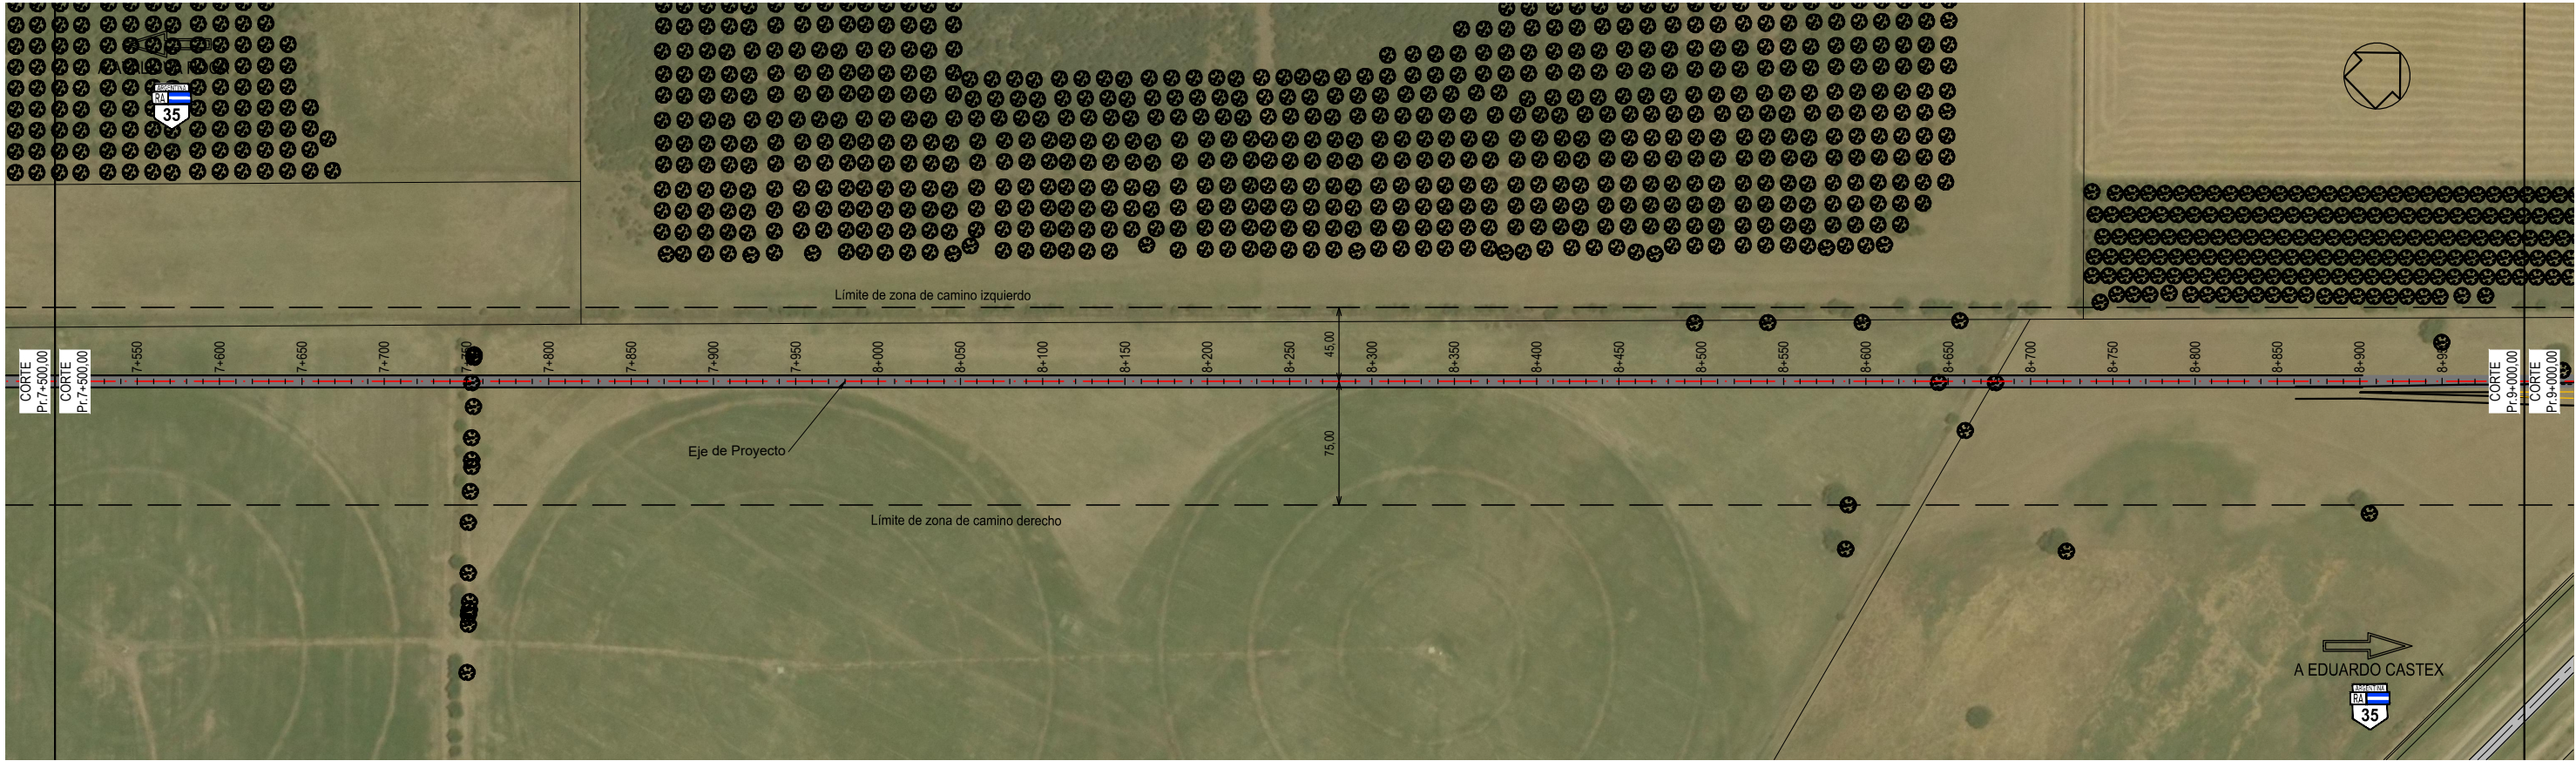 ARGENTINA
RA
35
Límite de zona de camino izquierdo
CORTE
Pr.7+500,00
CORTE
Pr.7+500,00
7+550
7+600
7+650
7+700
7+800
7+850
7+900
7+950
8+000
8+050
8+100
8+150
8+200
8+250
45,00
8+300
8+350
8+400
8+450
8+500
8+550
8+600
8+650
8+700
8+750
8+800
8+850
8+900
CORTE
Pr.9+000,00
CORTE
Pr.9+000,00
Eje de Proyecto
75,00
Límite de zona de camino derecho
A EDUARDO CASTEX
ARGENTINA
RA
35